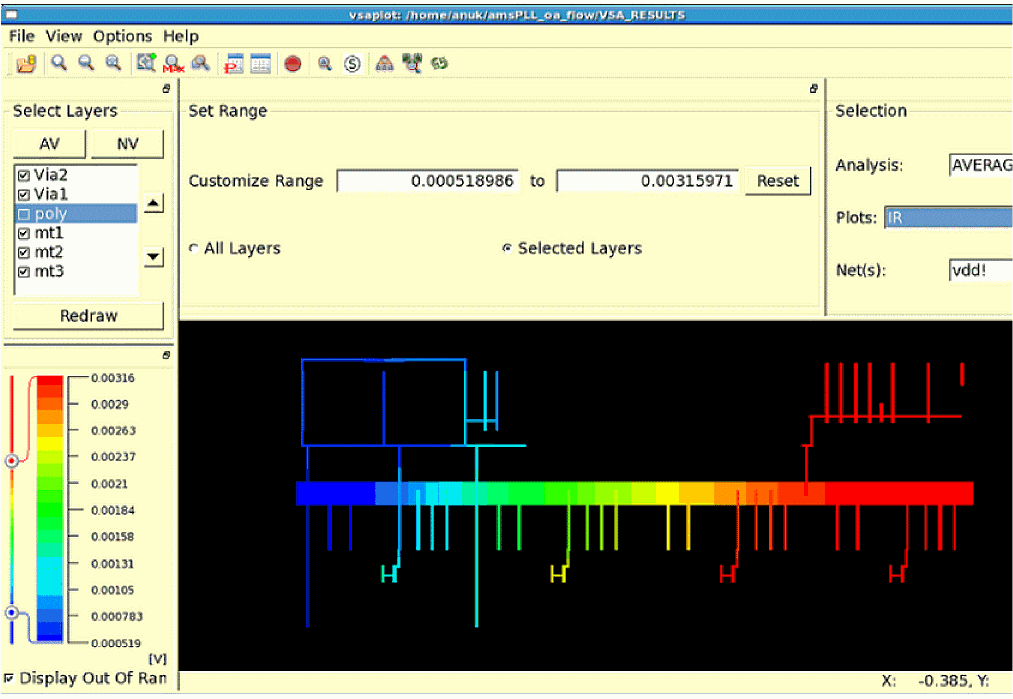 vsaplot: /home/anuk/amsPLL_oa_flow/VSA_RESULTS
File View Options Help
Select Layers
AV NV
Via2
Via1
poly
mt1
mt2
mt3
Redraw
Set Range
Customize Range 0.000518986 to 0.00315971 Reset
All Layers Selected Layers
Selection
Analysis: AVERAG
Plots: IR
Net(s): vdd!
0.00316
0.0029
0.00263
0.00237
0.0021
0.00184
0.00158
0.00131
0.00105
0.000783
0.000519
[V]
Display Out Of Ran
X: -0.385, Y: